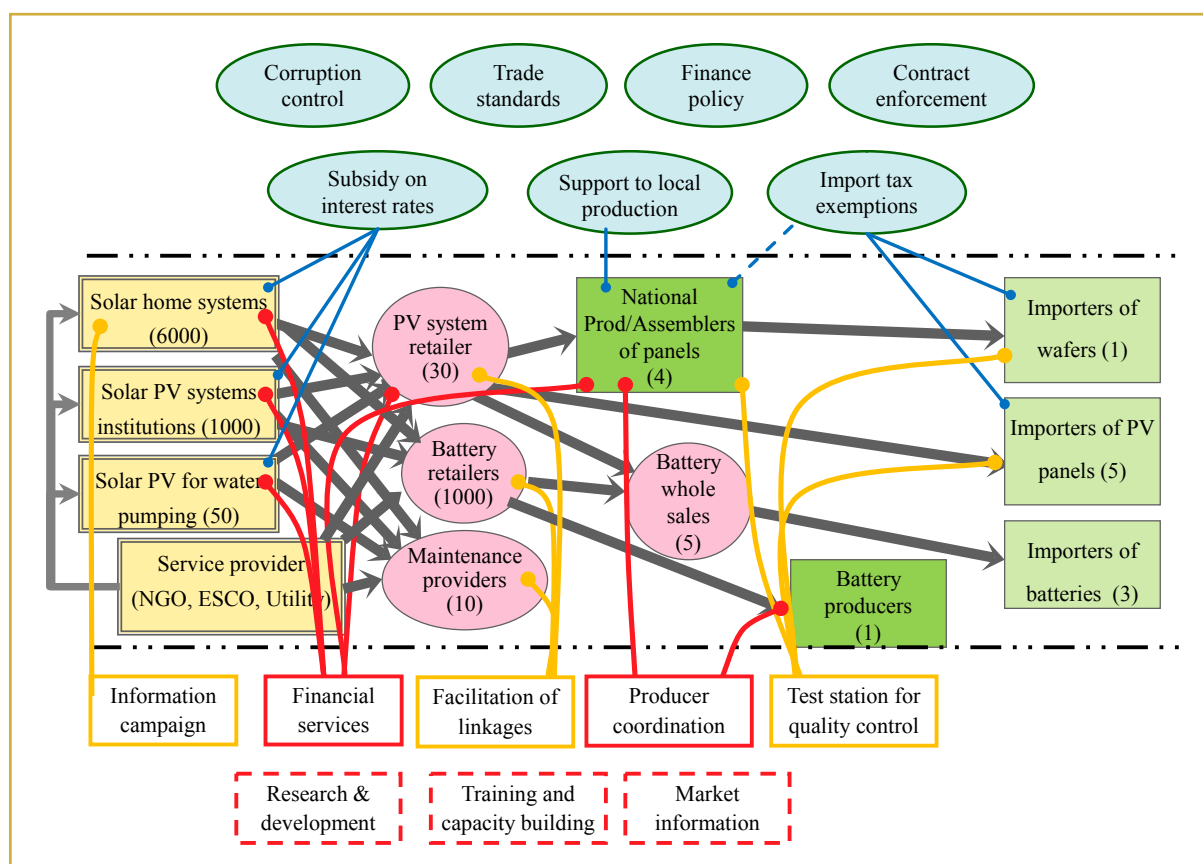 Corruption
control
Trade
standards
Finance
policy
Contract
enforcement
Subsidy on
interest rates
Support to local
production
Import tax
exemptions
Solar home systems
(6000)
Solar PV systems
institutions (1000)
Solar PV for water
pumping (50)
Service provider
(NGO, ESCO, Utility)
PV system
retailer
(30)
Battery
retailers
(1000)
Maintenance
providers
(10)
National
Prod/Assemblers
of panels
(4)
Battery
whole
sales
(5)
Battery
producers
(1)
Importers of
wafers (1)
Importers of PV
panels (5)
Importers of
batteries (3)
Information
campaign
Financial
services
Facilitation of
linkages
Producer
coordination
Test station for
quality control
Research &
development
Training and
capacity building
Market
information